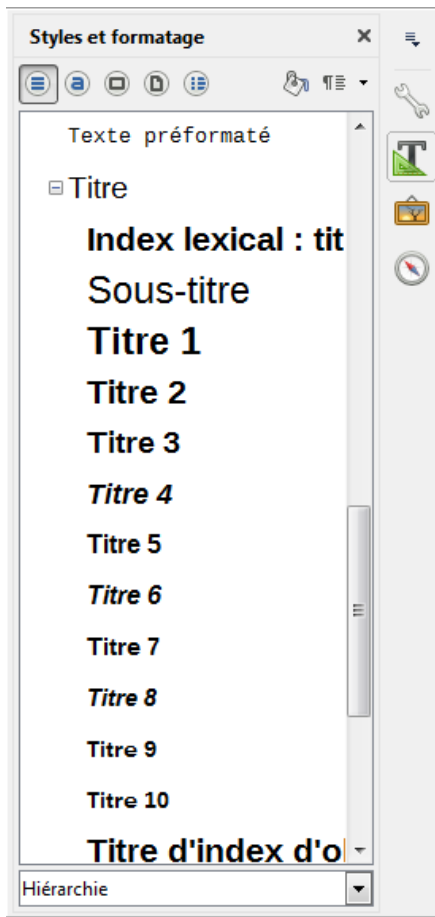 Styles et formatage
Texte préformaté
Titre
Index lexical : tit
Sous-titre
Titre 1
Titre 2
Titre 3
Titre 4
Titre 5
Titre 6
Titre 7
Titre 8
Titre 9
Titre 10
Titre d'index d'o
Hiérarchie